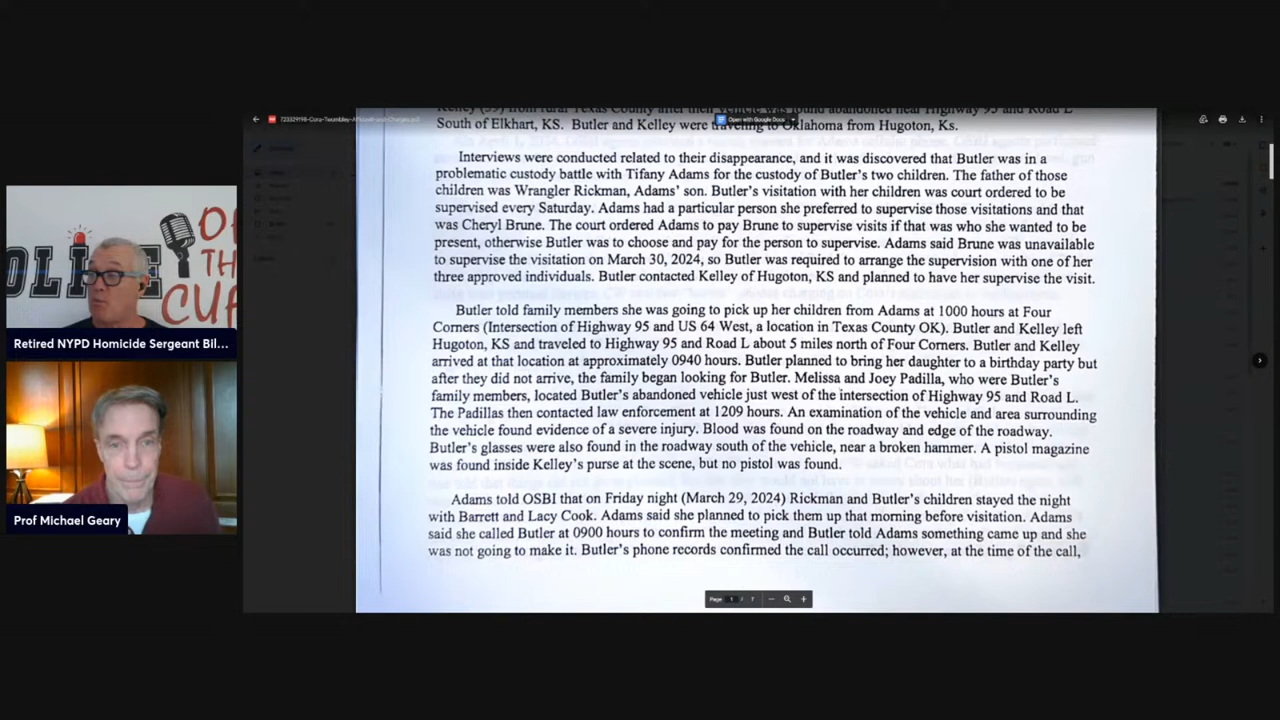 723329198-Cora-Twombley-Affidavit-and-Charges.pdf
Open with Google Docs
South of Elkhart, KS. Butler and Kelley were traveling to Oklahoma from Hugoton, Ks.
Interviews were conducted related to their disappearance, and it was discovered that Butler was in a
problematic custody battle with Tifany Adams for the custody of Butler's two children. The father of those
children was Wrangler Rickman, Adams' son. Butler's visitation with her children was court ordered to be
supervised every Saturday. Adams had a particular person she preferred to supervise those visitations and that
was Cheryl Brune. The court ordered Adams to pay Brune to supervise visits if that was who she wanted to be
present, otherwise Butler was to choose and pay for the person to supervise. Adams said Brune was unavailable
to supervise the visitation on March 30, 2024, so Butler was required to arrange the supervision with one of her
three approved individuals. Butler contacted Kelley of Hugoton, KS and planned to have her supervise the visit.
Butler told family members she was going to pick up her children from Adams at 1000 hours at Four
Corners (Intersection of Highway 95 and US 64 West, a location in Texas County OK). Butler and Kelley left
Hugoton, KS and traveled to Highway 95 and Road L about 5 miles north of Four Corners. Butler and Kelley
arrived at that location at approximately 0940 hours. Butler planned to bring her daughter to a birthday party but
after they did not arrive, the family began looking for Butler. Melissa and Joey Padilla, who were Butler's
family members, located Butler's abandoned vehicle just west of the intersection of Highway 95 and Road L.
The Padillas then contacted law enforcement at 1209 hours. An examination of the vehicle and area surrounding
the vehicle found evidence of a severe injury. Blood was found on the roadway and edge of the roadway.
Butler's glasses were also found in the roadway south of the vehicle, near a broken hammer. A pistol magazine
was found inside Kelley's purse at the scene, but no pistol was found.
Adams told OSBI that on Friday night (March 29, 2024) Rickman and Butler's children stayed the night
with Barrett and Lacy Cook. Adams said she planned to pick them up that morning before visitation. Adams
said she called Butler at 0900 hours to confirm the meeting and Butler told Adams something came up and she
was not going to make it. Butler's phone records confirmed the call occurred; however, at the time of the call,
Page 1 / 7
OLICE
OFF
TH
CUF
Retired NYPD Homicide Sergeant Bil...
Prof Michael Geary